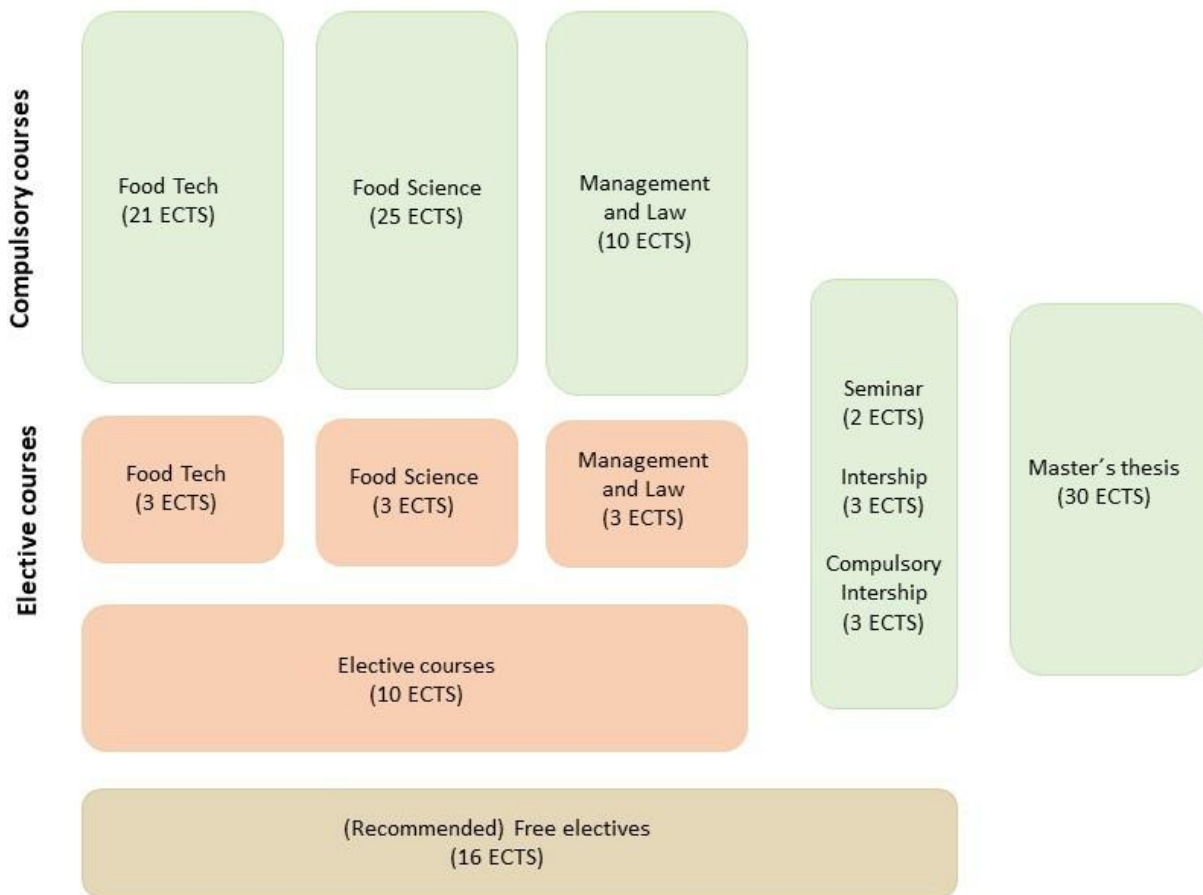 Compulsory courses
Food Tech
(21 ECTS)
Food Science
(25 ECTS)
Management
and Law
(10 ECTS)
Elective courses
Food Tech
(3 ECTS)
Food Science
(3 ECTS)
Management
and Law
(3 ECTS)
Elective courses
(10 ECTS)
Seminar
(2 ECTS)
Intership
(3 ECTS)
Compulsory
Intership
(3 ECTS)
Master´s thesis
(30 ECTS)
(Recommended) Free electives
(16 ECTS)